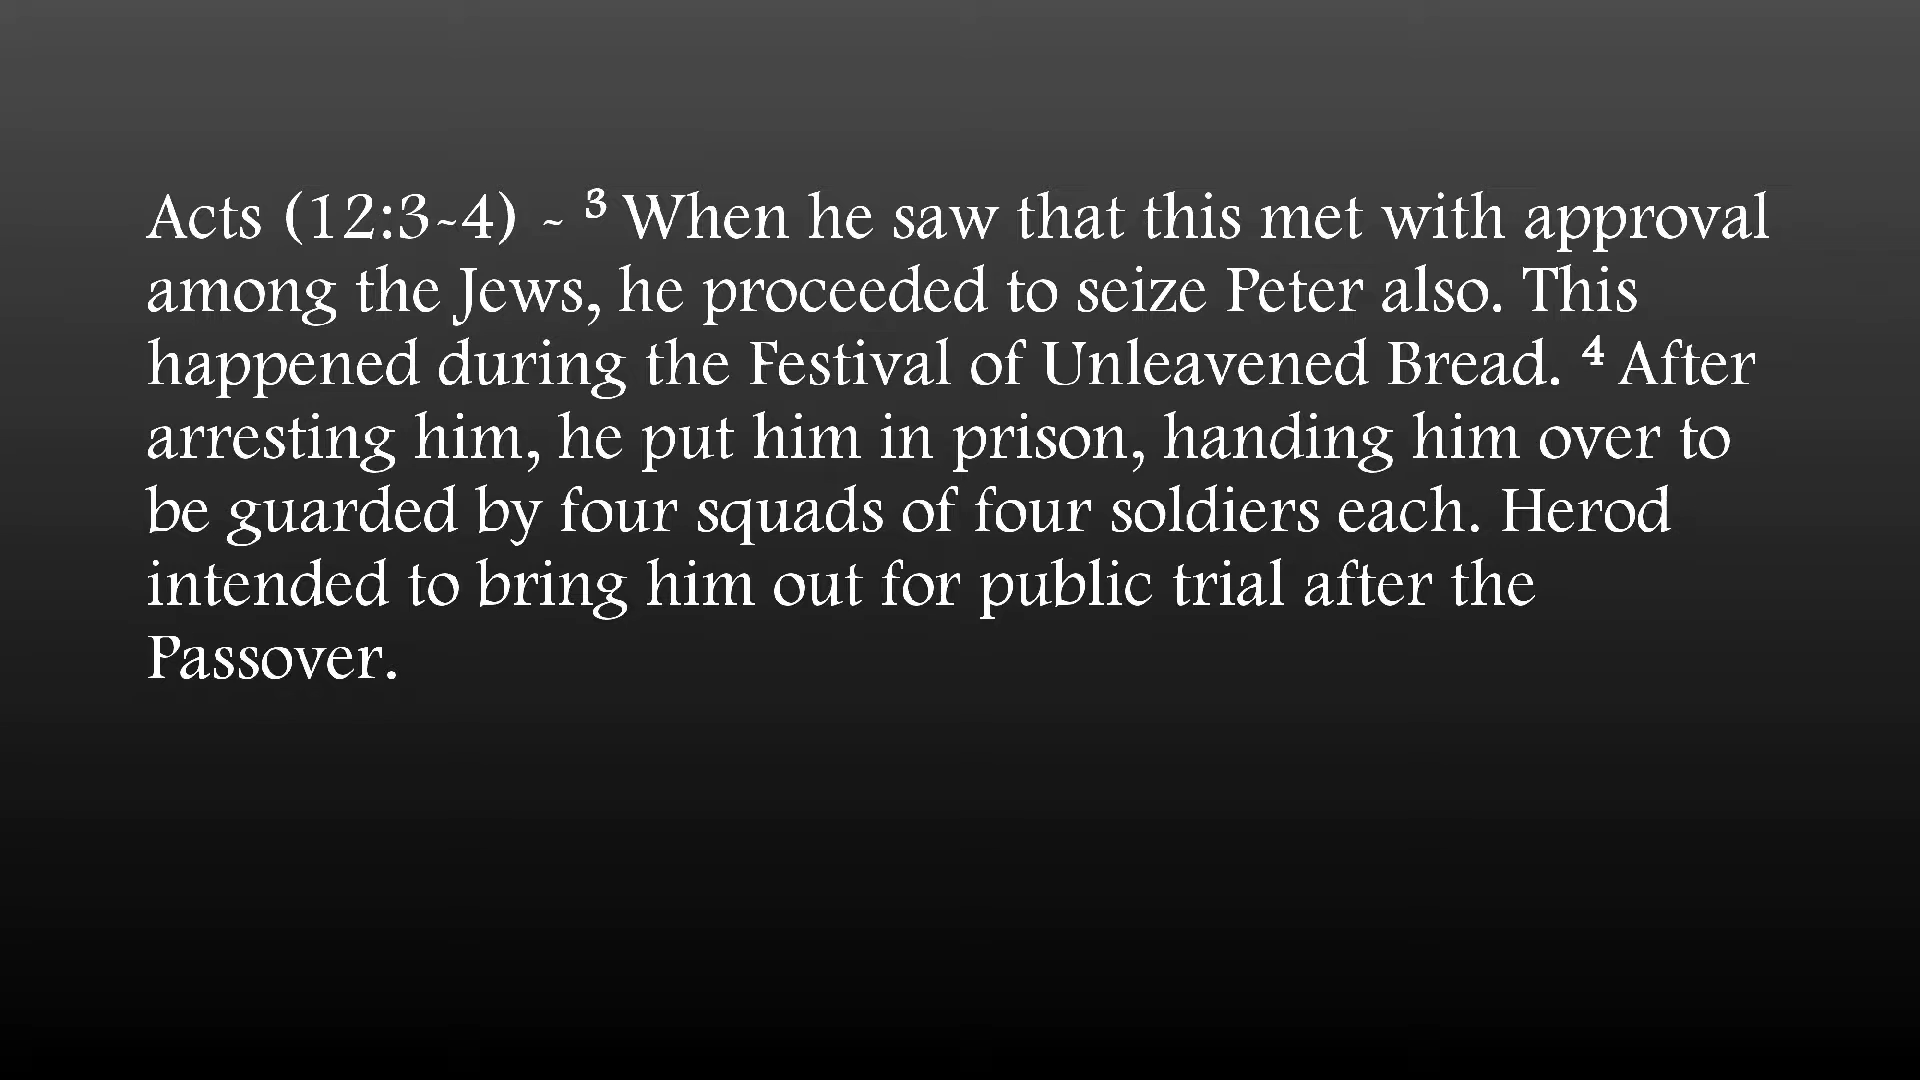 Acts (12:3-4) - ³ When he saw that this met with approval
among the Jews, he proceeded to seize Peter also. This
happened during the Festival of Unleavened Bread. ⁴ After
arresting him, he put him in prison, handing him over to
be guarded by four squads of four soldiers each. Herod
intended to bring him out for public trial after the
Passover.